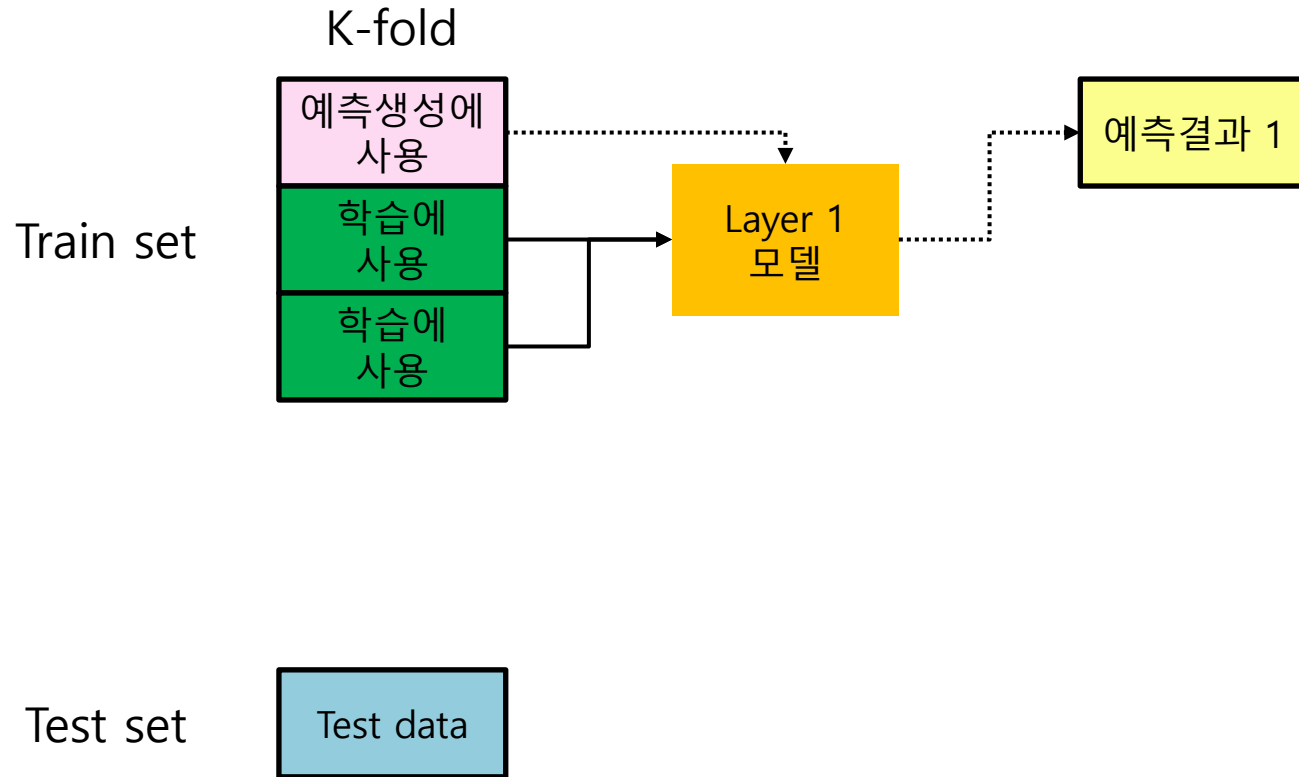 K-fold
예측생성에
사용
예측결과 1
Train set
학습에
사용
Layer 1
모델
학습에
사용
Test set
Test data